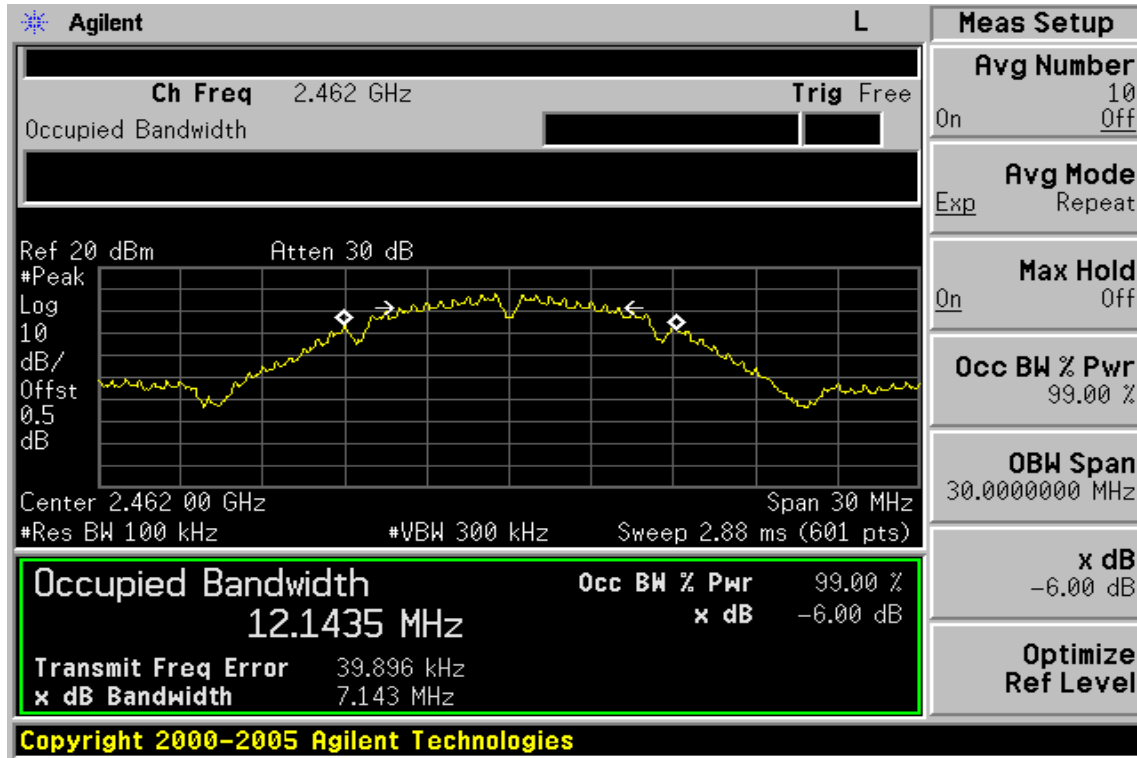 Agilent L
Ch Freq 2.462 GHz Trig Free
Occupied Bandwidth
Ref 20 dBm Atten 30 dB
#Peak
Log
10
dB/
Offst
0.5
dB
Center 2.462 00 GHz Span 30 MHz
#Res BW 100 kHz #VBW 300 kHz Sweep 2.88 ms (601 pts)
Occupied Bandwidth
12.1435 MHz
Occ BW % Pwr 99.00 %
x dB -6.00 dB
Transmit Freq Error 39.896 kHz
x dB Bandwidth 7.143 MHz
Copyright 2000-2005 Agilent Technologies
Meas Setup
Avg Number
10
On Off
Avg Mode
Exp Repeat
Max Hold
On Off
Occ BW % Pwr
99.00 %
OBW Span
30.0000000 MHz
x dB
-6.00 dB
Optimize
Ref Level